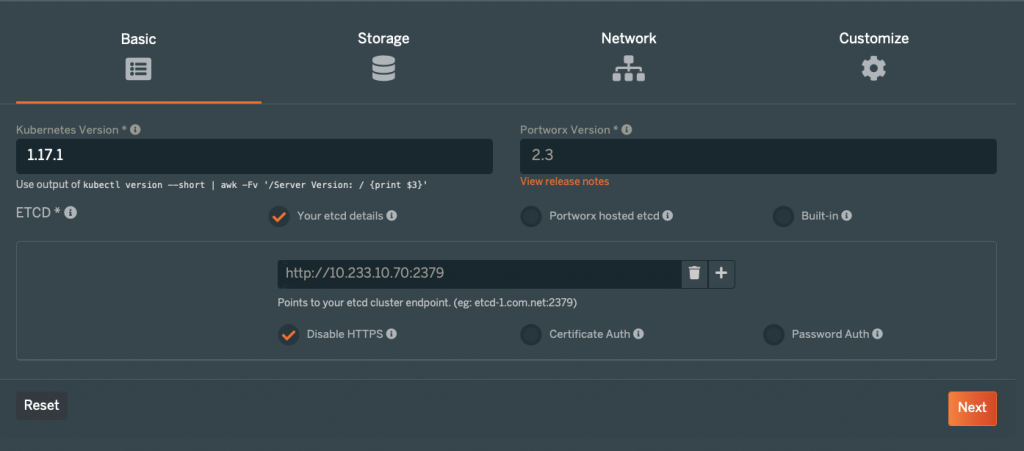 Basic
Storage
Network
Customize
Kubernetes Version *
Portworx Version *
1.17.1
2.3
Use output of kubectl version --short | awk -Fv '/Server Version: / {print $3}'
View release notes
ETCD *
Your etcd details
Portworx hosted etcd
Built-in
http://10.233.10.70:2379
Points to your etcd cluster endpoint. (eg: etcd-1.com.net:2379)
Disable HTTPS
Certificate Auth
Password Auth
Reset
Next